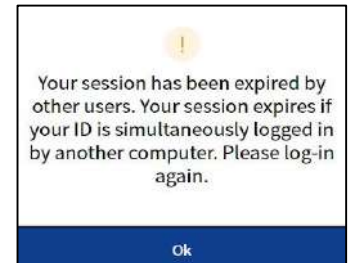 !
Your session has been expired by
other users. Your session expires if
your ID is simultaneously logged in
by another computer. Please log-in
again.
Ok